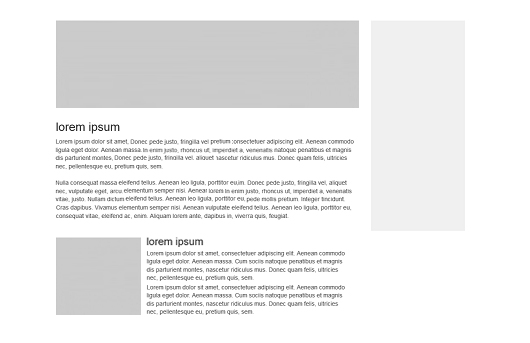 lorem ipsum
Lorem ipsum dolor sit amet, Donec pede justo, fringilla vel pretium consectetuer adipiscing elit. Aenean commodo
ligula eget dolor. Aenean massa.In enim justo, rhoncus ut, imperdiet a, venenatis natoque penatibus et magnis
dis parturient montes, Donec pede justo, fringilla vel. aliquet nascetur ridiculus mus. Donec quam felis, ultricies
nec, pellentesque eu, pretium quis, sem.
Nulla consequat massa eleifend tellus. Aenean leo ligula, porttitor eu,im. Donec pede justo, fringilla vel, aliquet
nec, vulputate eget, arcu elementum semper nisi. Aenean lorem In enim justo, rhoncus ut, imperdiet a, venenatis
vitae, justo. Nullam dictum eleifend tellus. Aenean leo ligula, porttitor eu, pede mollis pretium. Integer tincidunt.
Cras dapibus. Vivamus elementum semper nisi. Aenean vulputate eleifend tellus. Aenean leo ligula, porttitor eu,
consequat vitae, eleifend ac, enim. Aliquam lorem ante, dapibus in, viverra quis, feugiat.
lorem ipsum
Lorem ipsum dolor sit amet, consectetuer adipiscing elit. Aenean commodo
ligula eget dolor. Aenean massa. Cum sociis natoque penatibus et magnis
dis parturient montes, nascetur ridiculus mus. Donec quam felis, ultricies
nec, pellentesque eu, pretium quis, sem.
Lorem ipsum dolor sit amet, consectetuer adipiscing elit. Aenean commodo
ligula eget dolor. Aenean massa. Cum sociis natoque penatibus et magnis
dis parturient montes, nascetur ridiculus mus. Donec quam felis, ultricies
nec, pellentesque eu, pretium quis, sem.